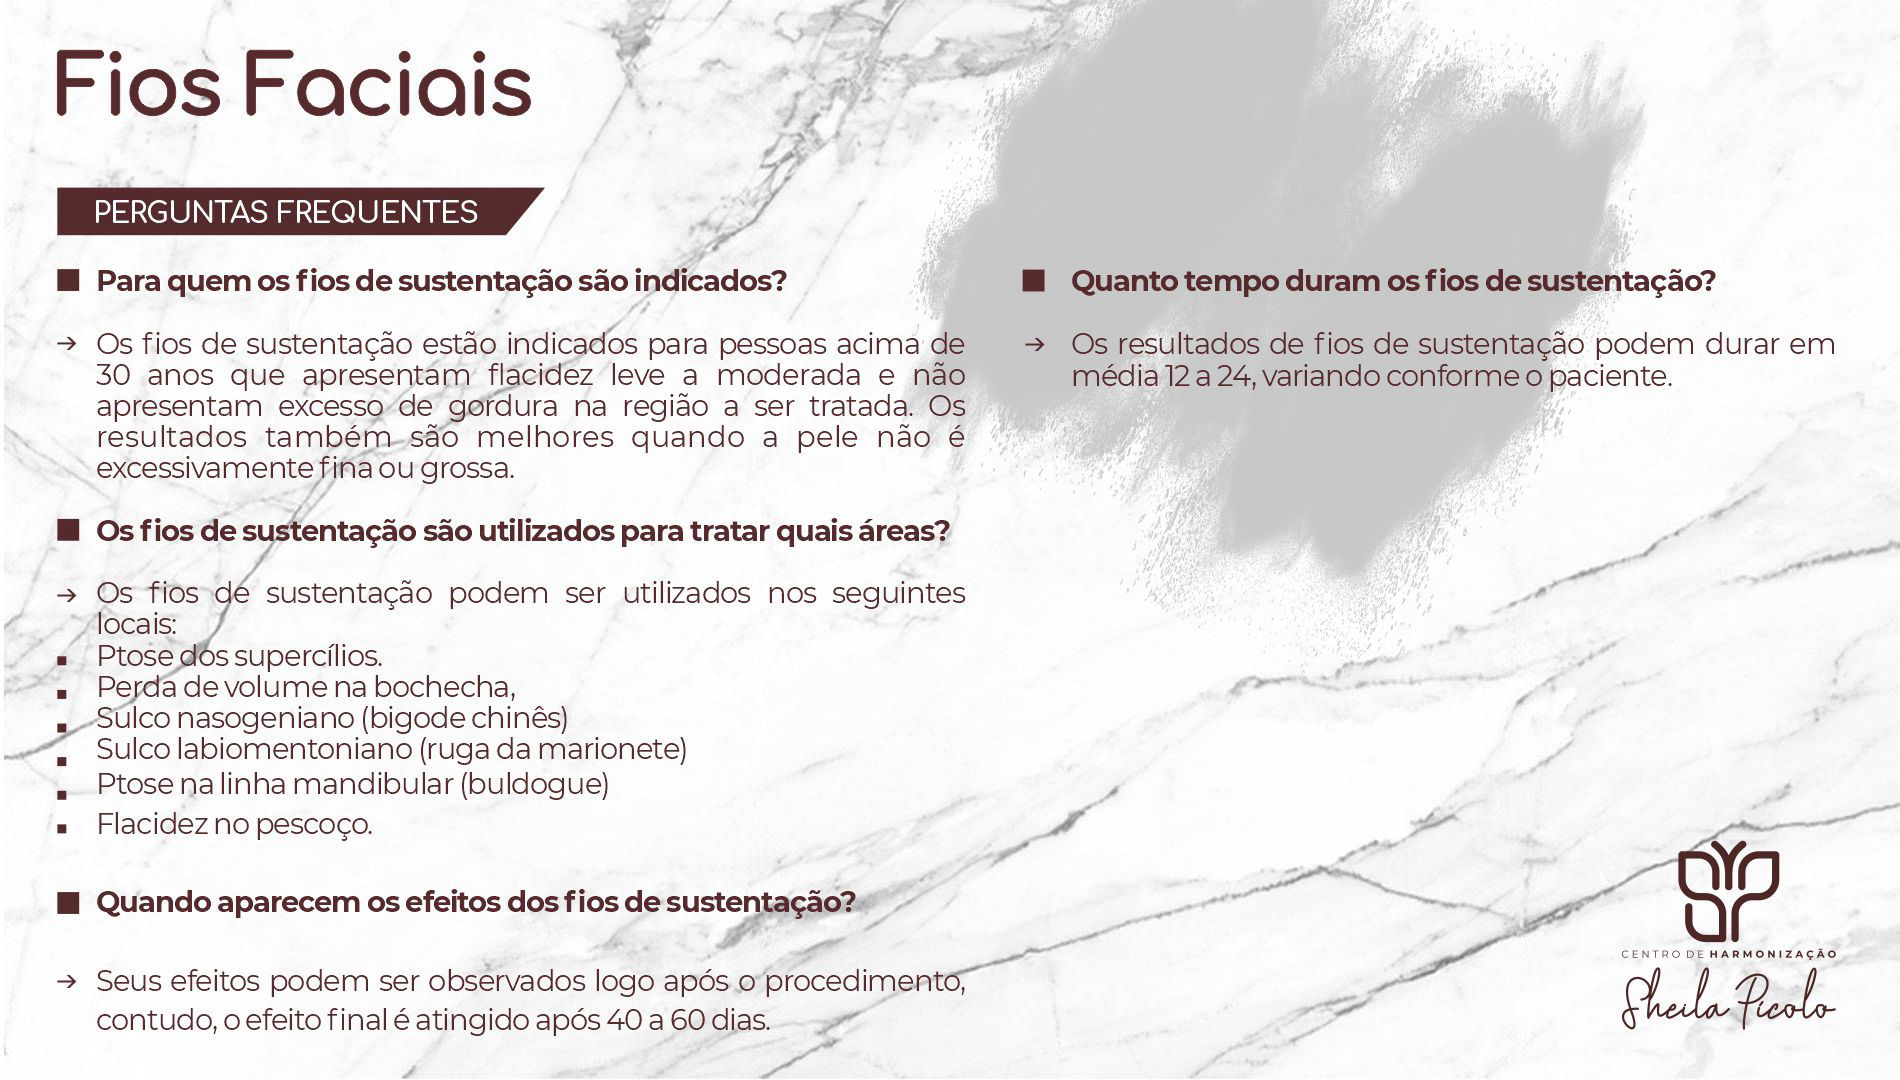 Fios Faciais
PERGUNTAS FREQUENTES
■ Para quem os fios de sustentação são indicados?
→ Os fios de sustentação estão indicados para pessoas acima de
30 anos que apresentam flacidez leve a moderada e não
apresentam excesso de gordura na região a ser tratada. Os
resultados também são melhores quando a pele não é
excessivamente fina ou grossa.
■ Os fios de sustentação são utilizados para tratar quais áreas?
→ Os fios de sustentação podem ser utilizados nos seguintes
locais:
▪ Ptose dos supercílios.
▪ Perda de volume na bochecha,
▪ Sulco nasogeniano (bigode chinês)
▪ Sulco labiomentoniano (ruga da marionete)
▪ Ptose na linha mandibular (buldogue)
▪ Flacidez no pescoço.
■ Quando aparecem os efeitos dos fios de sustentação?
→ Seus efeitos podem ser observados logo após o procedimento,
contudo, o efeito final é atingido após 40 a 60 dias.
■ Quanto tempo duram os fios de sustentação?
→ Os resultados de fios de sustentação podem durar em
média 12 a 24, variando conforme o paciente.
CENTRO DE HARMONIZAÇÃO
Sheila Picolo